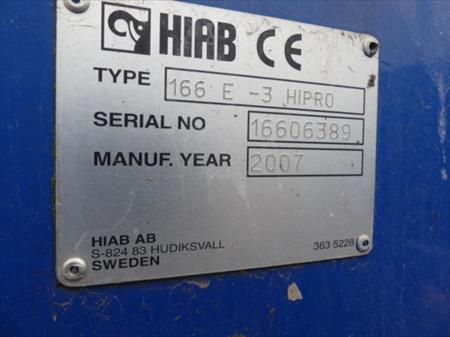 HIAB CE
TYPE 166 E -3 HIPRO
SERIAL NO 16606389
MANUF. YEAR 2007
HIAB AB
S-824 83 HUDIKSVALL 363 5228
SWEDEN